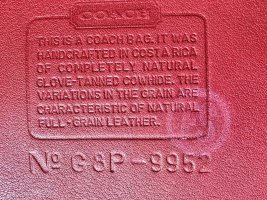 COACH
THIS IS A COACH BAG. IT WAS
HANDCRAFTED IN COSTA RICA
OF COMPLETELY NATURAL
GLOVE-TANNED COWHIDE. THE
VARIATIONS IN THE GRAIN ARE
CHARACTERISTIC OF NATURAL
FULL-GRAIN LEATHER.
Nº G8P-9952